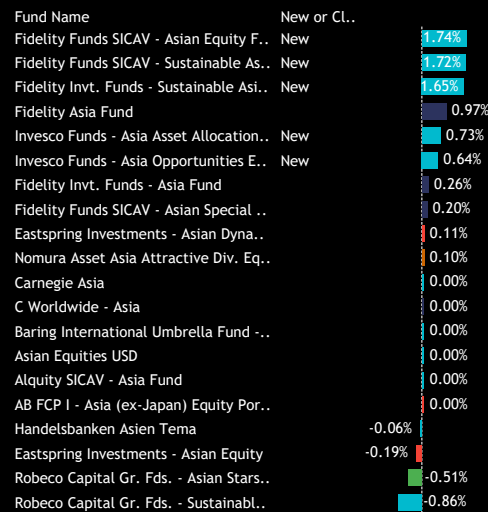 Fund Name New or Cl..
Fidelity Funds SICAV - Asian Equity F.. New 1.74%
Fidelity Funds SICAV - Sustainable As.. New 1.72%
Fidelity Invt. Funds - Sustainable Asi.. New 1.65%
Fidelity Asia Fund 0.97%
Invesco Funds - Asia Asset Allocation.. New 0.73%
Invesco Funds - Asia Opportunities E.. New 0.64%
Fidelity Invt. Funds - Asia Fund 0.26%
Fidelity Funds SICAV - Asian Special .. 0.20%
Eastspring Investments - Asian Dyna.. 0.11%
Nomura Asset Asia Attractive Div. Eq.. 0.10%
Carnegie Asia 0.00%
C Worldwide - Asia 0.00%
Baring International Umbrella Fund -.. 0.00%
Asian Equities USD 0.00%
Alquity SICAV - Asia Fund 0.00%
AB FCP I - Asia (ex-Japan) Equity Por.. 0.00%
Handelsbanken Asien Tema -0.06%
Eastspring Investments - Asian Equity -0.19%
Robeco Capital Gr. Fds. - Asian Stars.. -0.51%
Robeco Capital Gr. Fds. - Sustainabl.. -0.86%